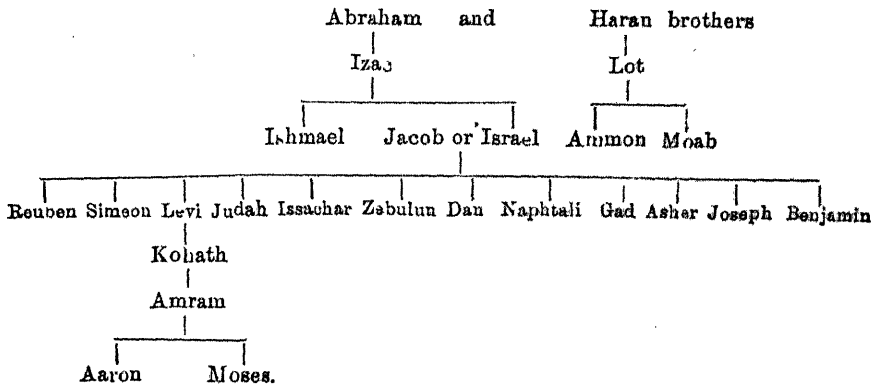 Abraham and Haran brothers
Izac Lot
Ishmael Jacob or Israel Ammon Moab
Reuben Simeon Levi Judah Issachar Zebulun Dan Naphtali Gad Asher Joseph Benjamin
Kohath
Amram
Aaron Moses.